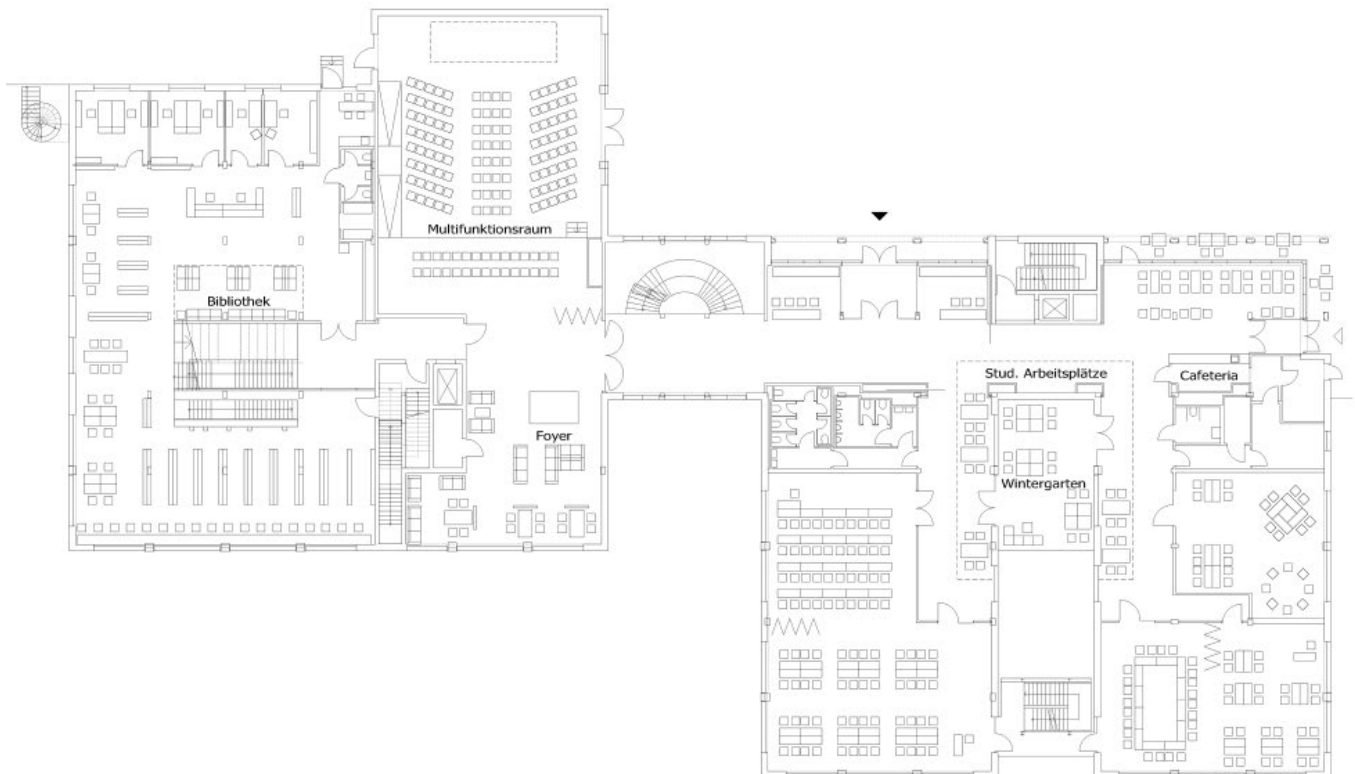 Multifunktionsraum
Bibliothek
Stud. Arbeitsplätze
Cafeteria
Foyer
Wintergarten